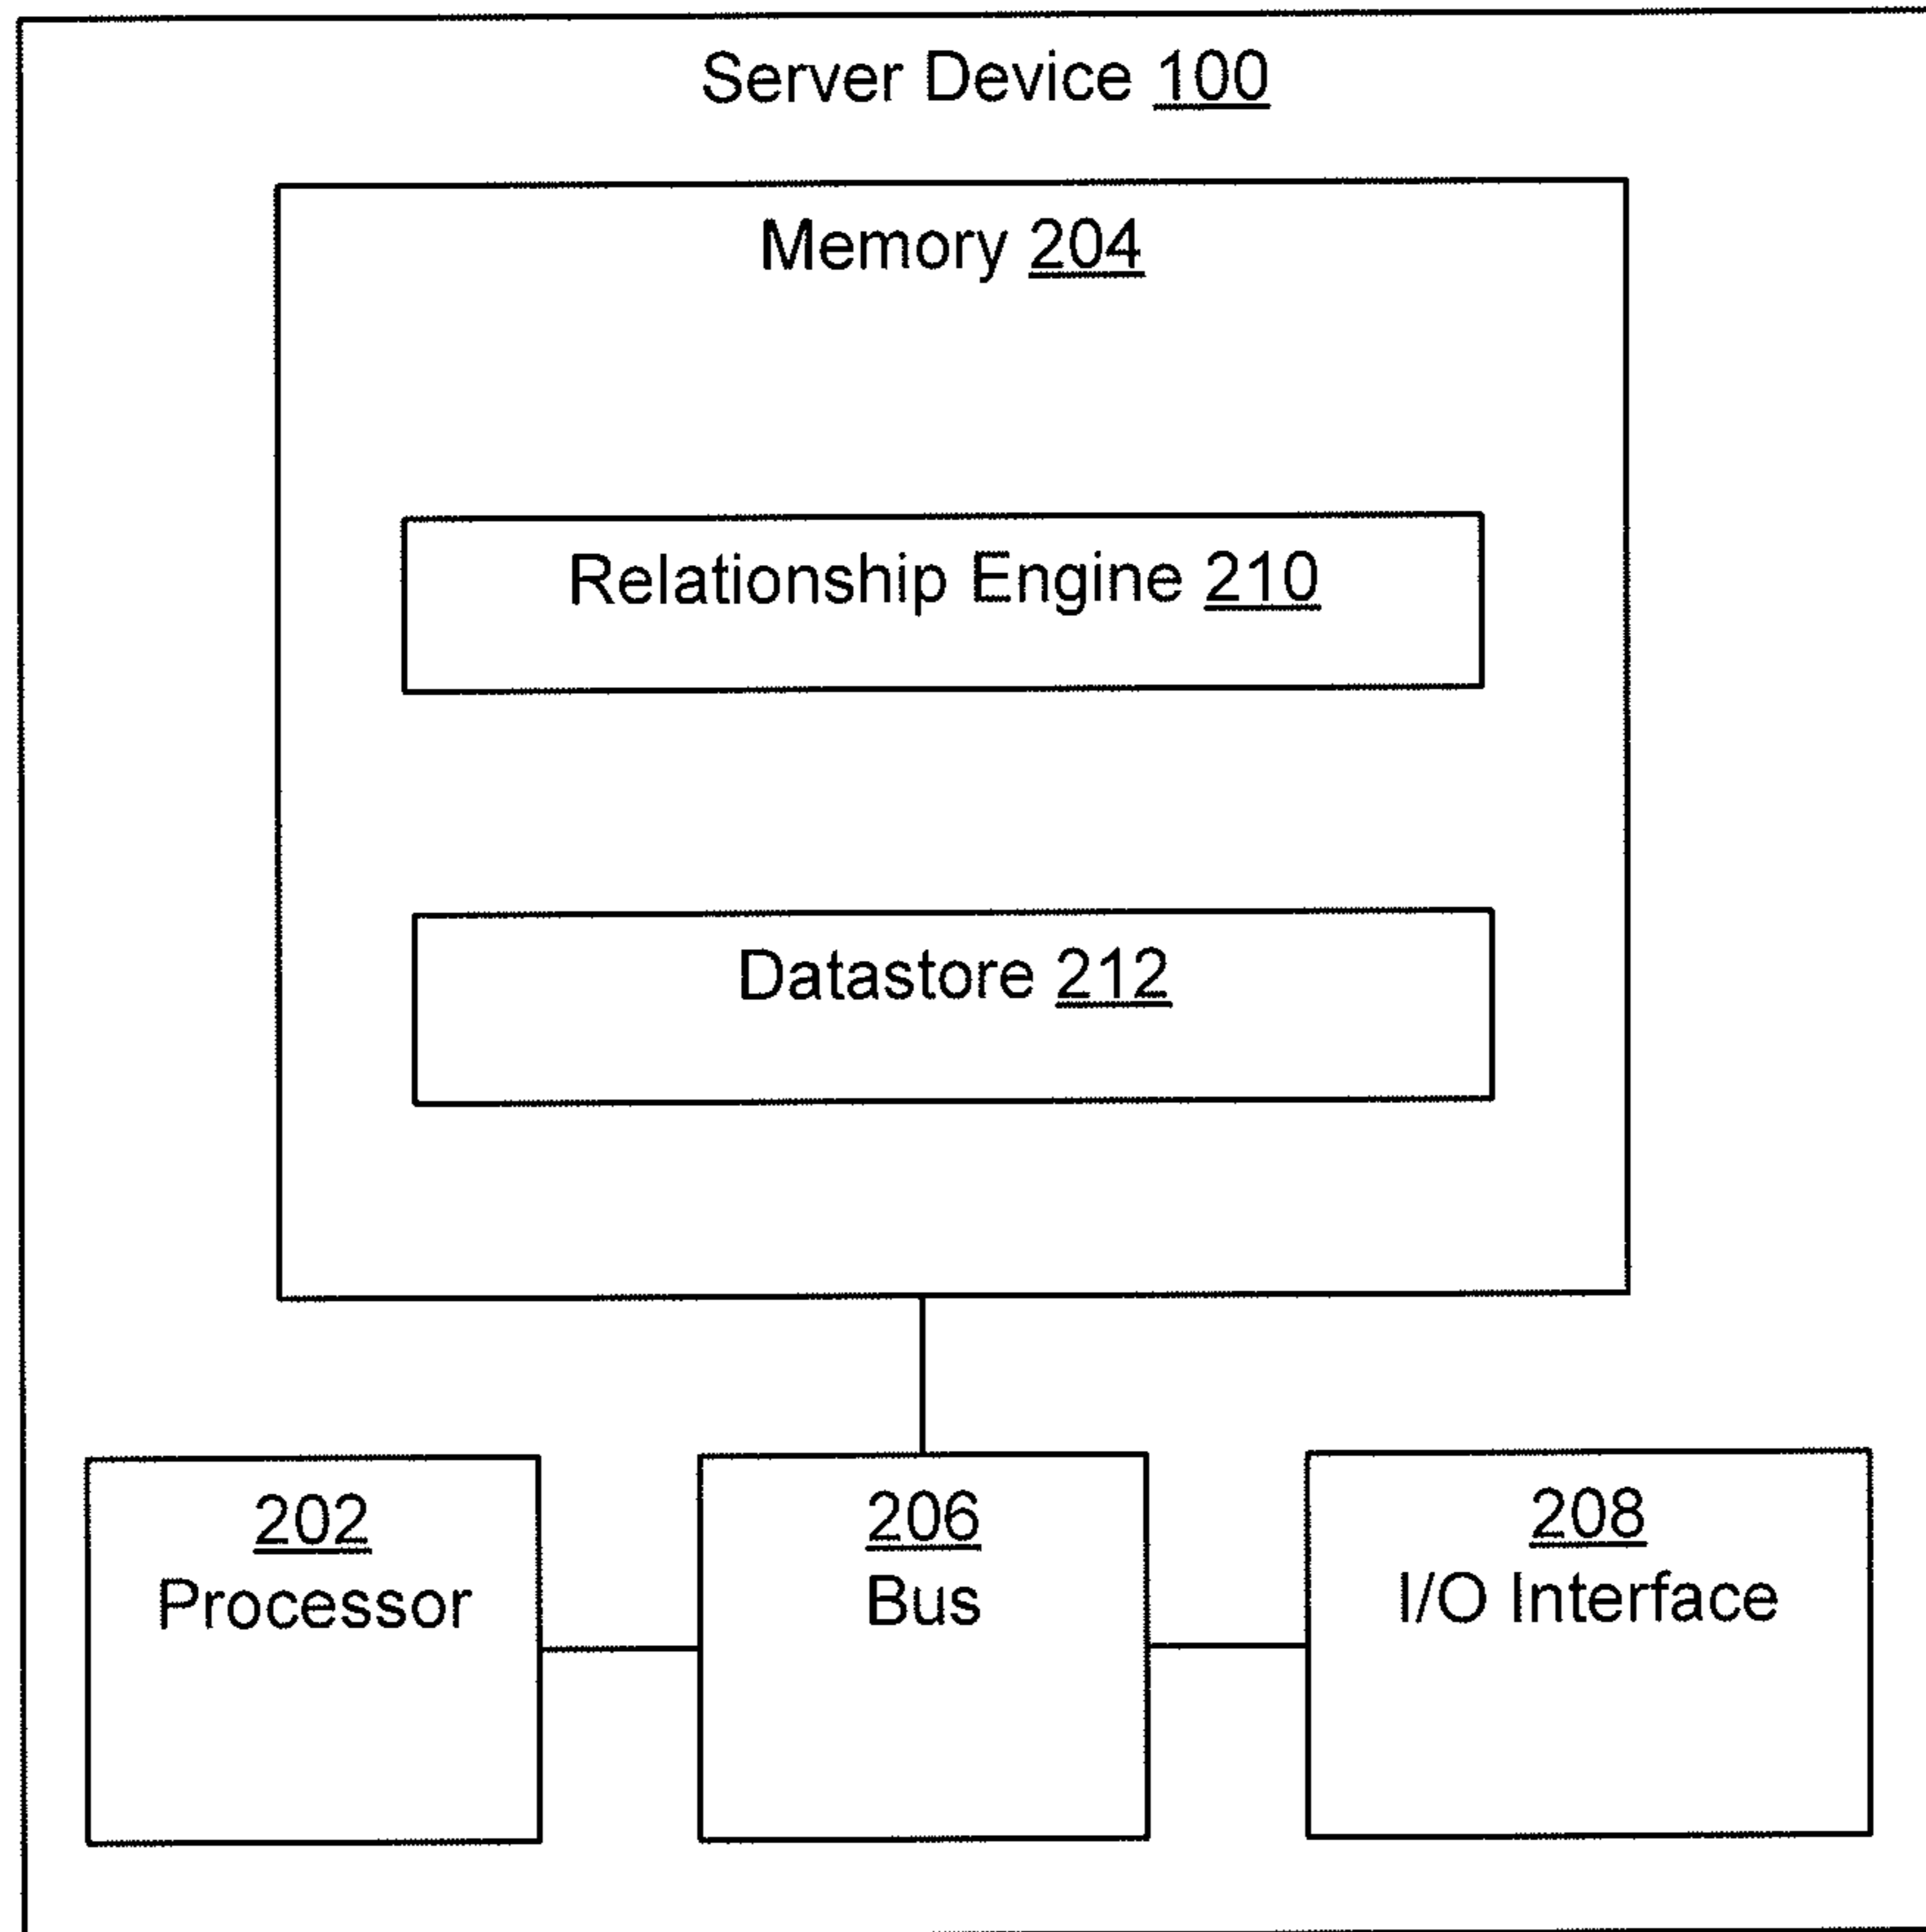 Server Device 100
Memory 204
Relationship Engine 210
Datastore 212
202
Processor
206
Bus
208
I/O Interface